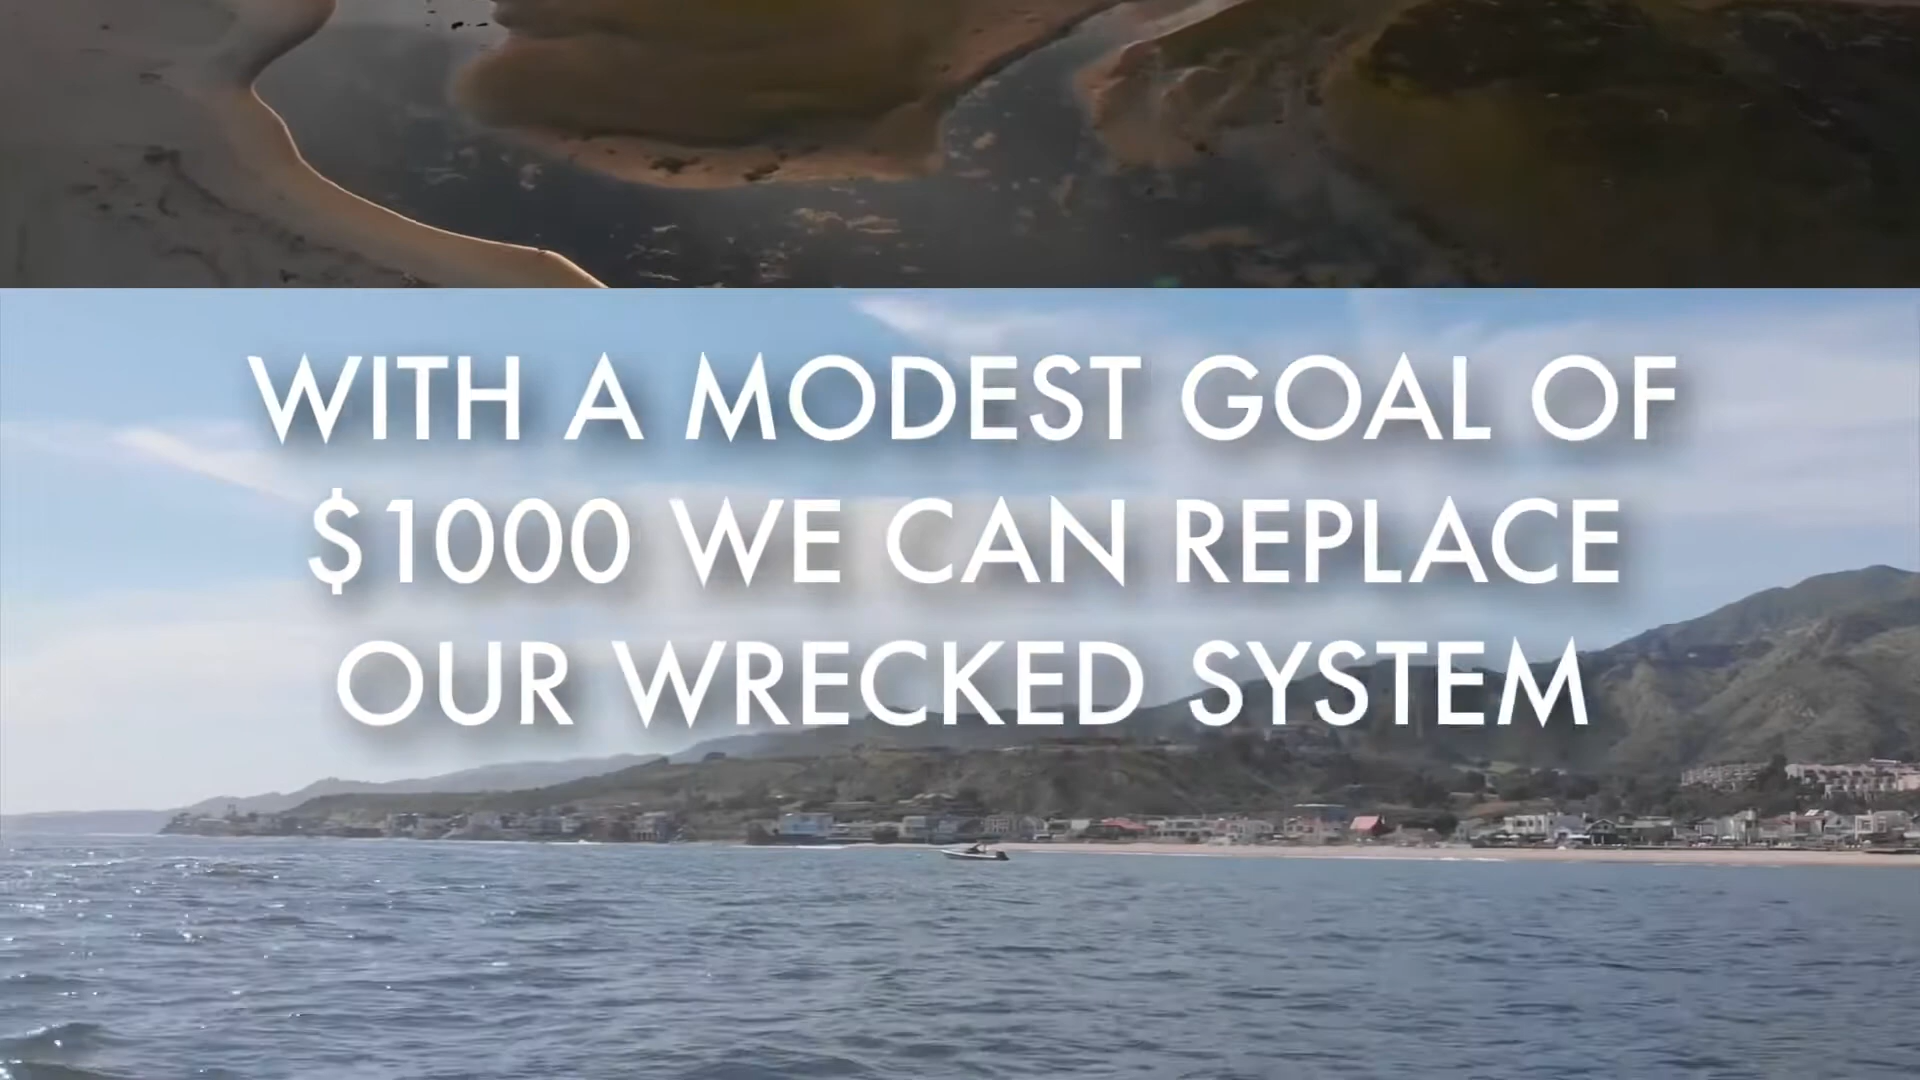 WITH A MODEST GOAL OF
$1000 WE CAN REPLACE
OUR WRECKED SYSTEM